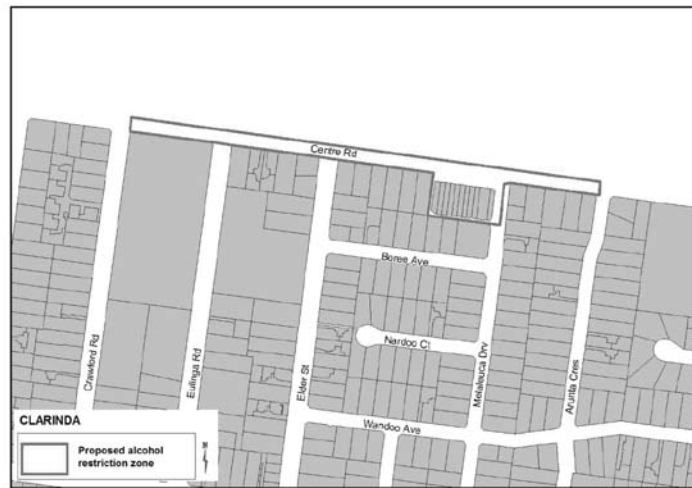 Centre Rd
Boree Ave
Nardoo Ct
Crawford Rd
Eulinga Rd
Elder St
Melaleuca Drv
Arunta Cres
Wandoo Ave
CLARINDA
Proposed alcohol
restriction zone